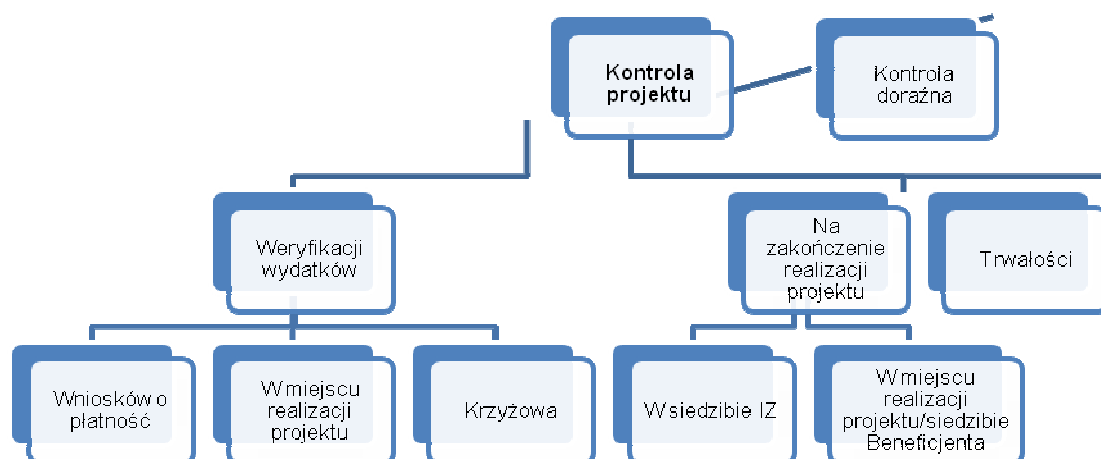 Kontrola
projektu
Kontrola
doraźna
Weryfikacji
wydatków
Na
zakończenie
realizacji
projektu
Trwałości
Wniosków o
płatność
W miejscu
realizacji
projektu
Krzyżowa
W siedzibie IZ
W miejscu
realizacji
projektu/siedzibie
Beneficjenta